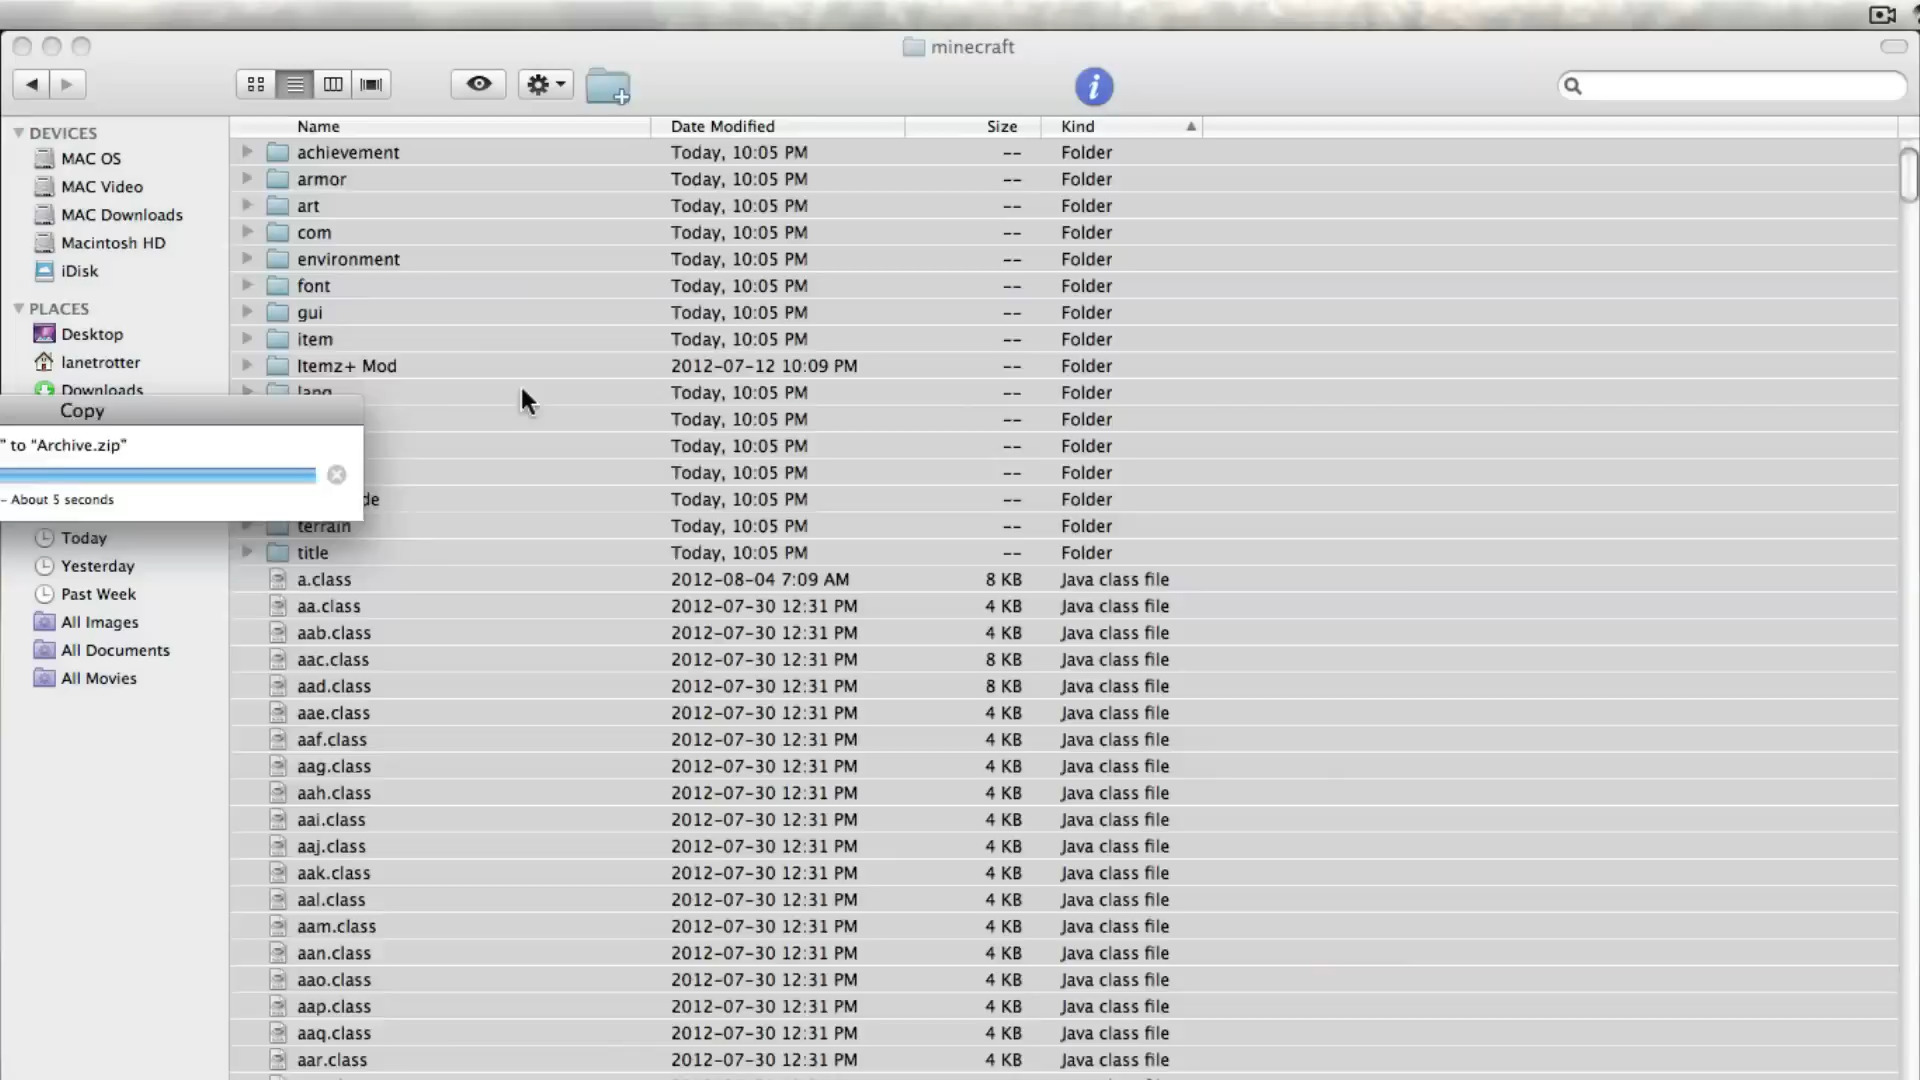 minecraft
Name Date Modified Size Kind
DEVICES
MAC OS
MAC Video
MAC Downloads
Macintosh HD
iDisk
PLACES
Desktop
lanetrotter
Downloads
Copy
" to "Archive.zip"
- About 5 seconds
Today
Yesterday
Past Week
All Images
All Documents
All Movies
achievement Today, 10:05 PM -- Folder
armor Today, 10:05 PM -- Folder
art Today, 10:05 PM -- Folder
com Today, 10:05 PM -- Folder
environment Today, 10:05 PM -- Folder
font Today, 10:05 PM -- Folder
gui Today, 10:05 PM -- Folder
item Today, 10:05 PM -- Folder
Itemz+ Mod 2012-07-12 10:09 PM -- Folder
lang Today, 10:05 PM -- Folder
Today, 10:05 PM -- Folder
Today, 10:05 PM -- Folder
Today, 10:05 PM -- Folder
de Today, 10:05 PM -- Folder
terrain Today, 10:05 PM -- Folder
title Today, 10:05 PM -- Folder
a.class 2012-08-04 7:09 AM 8 KB Java class file
aa.class 2012-07-30 12:31 PM 4 KB Java class file
aab.class 2012-07-30 12:31 PM 4 KB Java class file
aac.class 2012-07-30 12:31 PM 8 KB Java class file
aad.class 2012-07-30 12:31 PM 8 KB Java class file
aae.class 2012-07-30 12:31 PM 4 KB Java class file
aaf.class 2012-07-30 12:31 PM 4 KB Java class file
aag.class 2012-07-30 12:31 PM 4 KB Java class file
aah.class 2012-07-30 12:31 PM 4 KB Java class file
aai.class 2012-07-30 12:31 PM 4 KB Java class file
aaj.class 2012-07-30 12:31 PM 4 KB Java class file
aak.class 2012-07-30 12:31 PM 4 KB Java class file
aal.class 2012-07-30 12:31 PM 4 KB Java class file
aam.class 2012-07-30 12:31 PM 4 KB Java class file
aan.class 2012-07-30 12:31 PM 4 KB Java class file
aao.class 2012-07-30 12:31 PM 4 KB Java class file
aap.class 2012-07-30 12:31 PM 4 KB Java class file
aaq.class 2012-07-30 12:31 PM 4 KB Java class file
aar.class 2012-07-30 12:31 PM 4 KB Java class file